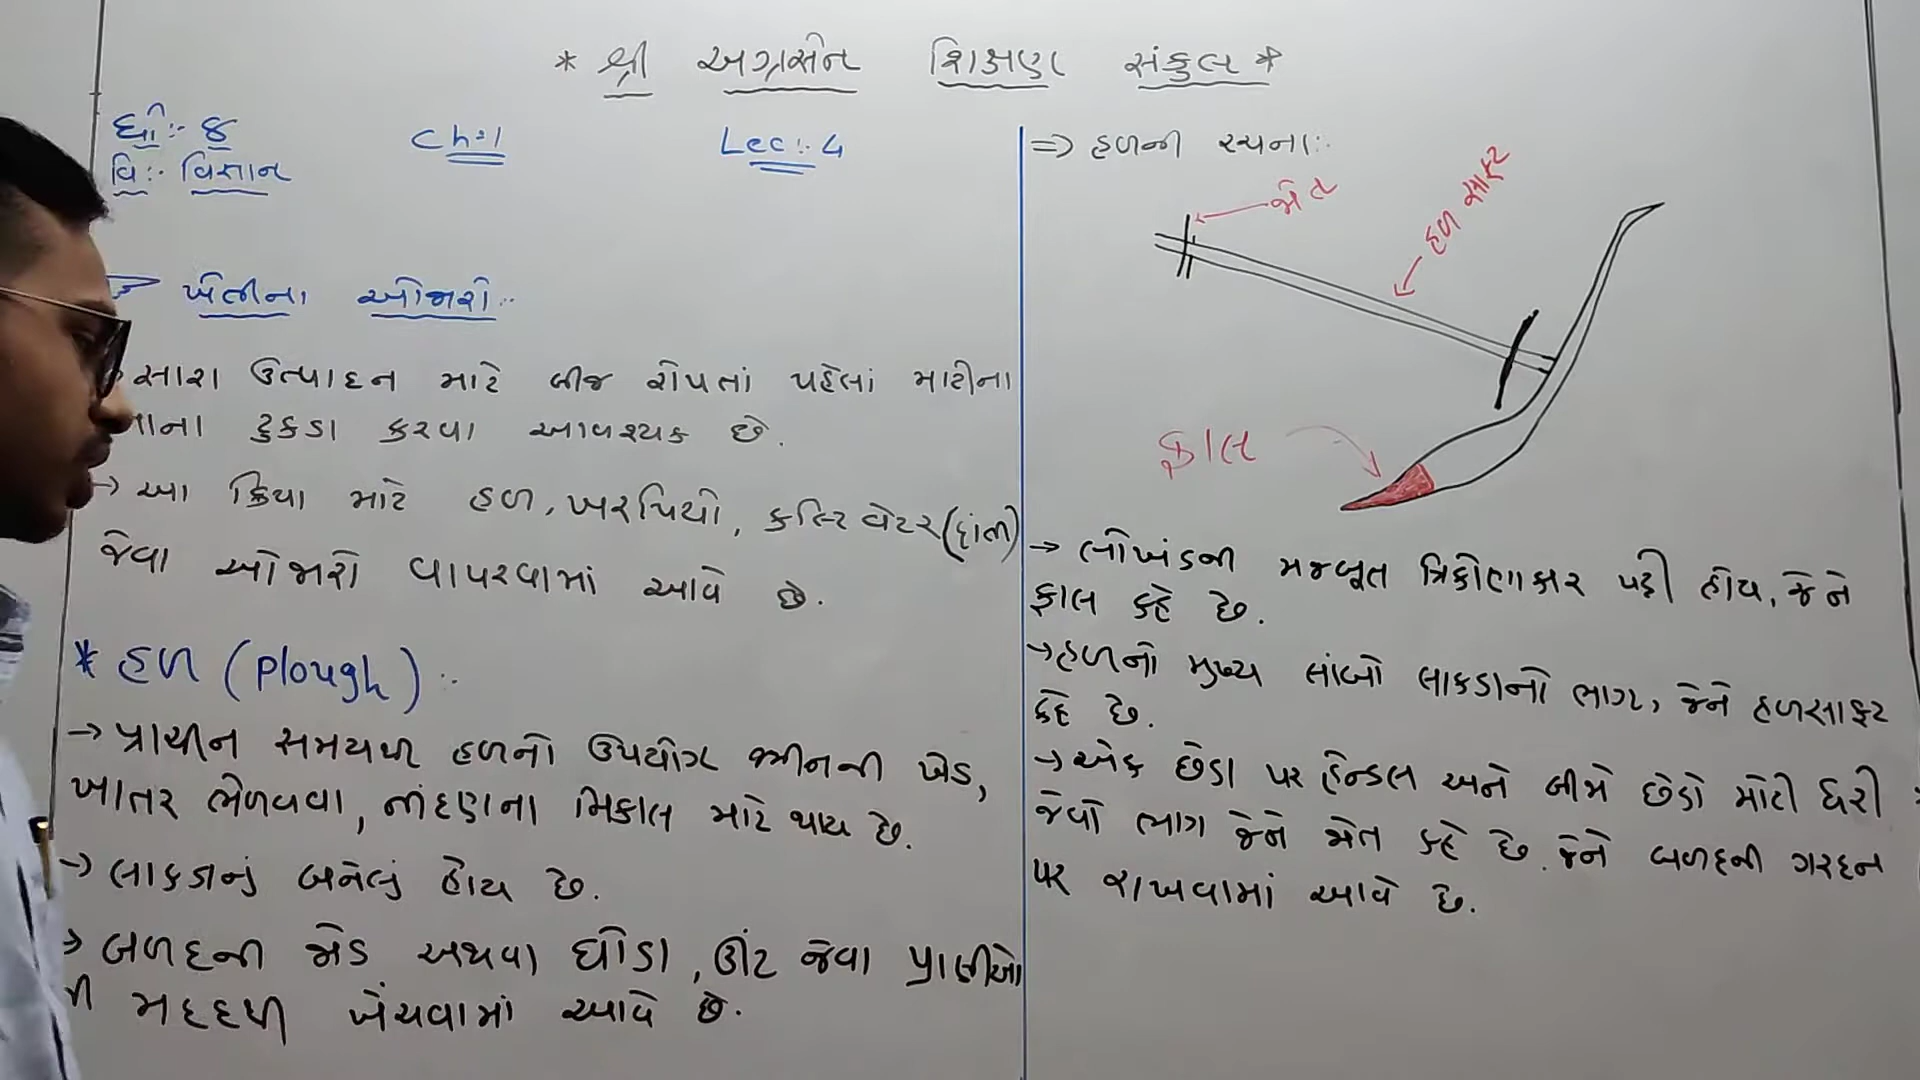 * શ્રી અગ્રસેન શિક્ષણ સંકુલ *
ધો:- ૪
Ch:1
Lec:- 4
વિ:- વિજ્ઞાન
ખેતીના ઓજારો:-
સારા ઉત્પાદન માટે બીજ રોપતાં પહેલાં માટીના
નાના ટુકડા કરવા આવશ્યક છે.
→ આ ક્રિયા માટે હળ, ખરપિયો, કલ્ટિવેટર (દાંતી)
જેવા ઓજારો વાપરવામાં આવે છે.
* હળ (Plough):-
→ પ્રાચીન સમયથી હળનો ઉપયોગ જમીનની ખેડ,
ખાતર ભેળવવા, નીંદણના નિકાલ માટે થાય છે.
→ લાકડાનું બનેલું હોય છે.
→ બળદની જોડ અથવા ઘોડા, ઊંટ જેવા પ્રાણીઓ
ની મદદથી ખેંચવામાં આવે છે.
⇒ હળની રચના:-
જોત
હળ સાફ્ટ
ફાલ
→ લોખંડની મજબૂત ત્રિકોણાકાર પટ્ટી હોય, જેને
ફાલ કહે છે.
→ હળનો મુખ્ય લાંબો લાકડાનો ભાગ, જેને હળસાફ્ટ
કહે છે.
→ એક છેડા પર હેન્ડલ અને બીજો છેડો મોટી ધરી
જેવો ભાગ જેને જોત કહે છે. જેને બળદની ગરદન
પર રાખવામાં આવે છે.